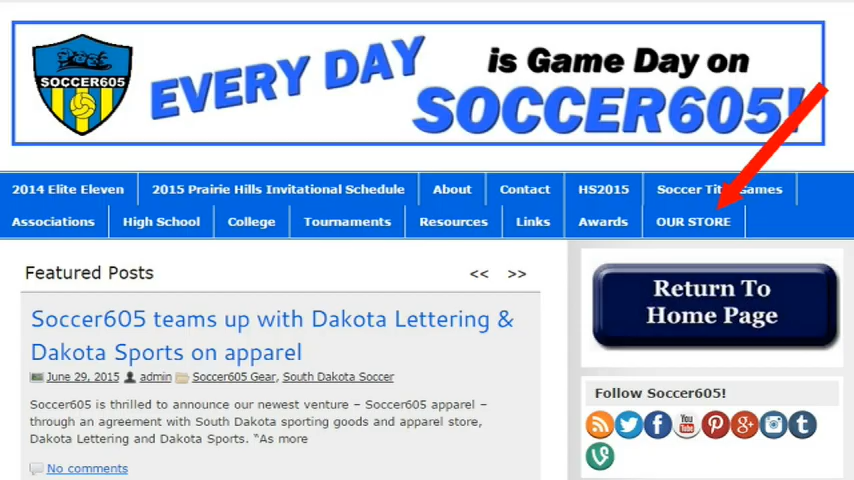 SOCCER605
EVERY DAY
is Game Day on
SOCCER605!
2014 Elite Eleven
2015 Prairie Hills Invitational Schedule
About
Contact
HS2015
Soccer Games
Associations
High School
College
Tournaments
Resources
Links
Awards
OUR STORE
Featured Posts
<< >>
Soccer605 teams up with Dakota Lettering &
Dakota Sports on apparel
June 29, 2015 admin Soccer605 Gear, South Dakota Soccer
Soccer605 is thrilled to announce our newest venture – Soccer605 apparel –
through an agreement with South Dakota sporting goods and apparel store,
Dakota Lettering and Dakota Sports. “As more
No comments
Return To
Home Page
Follow Soccer605!
You
Tube